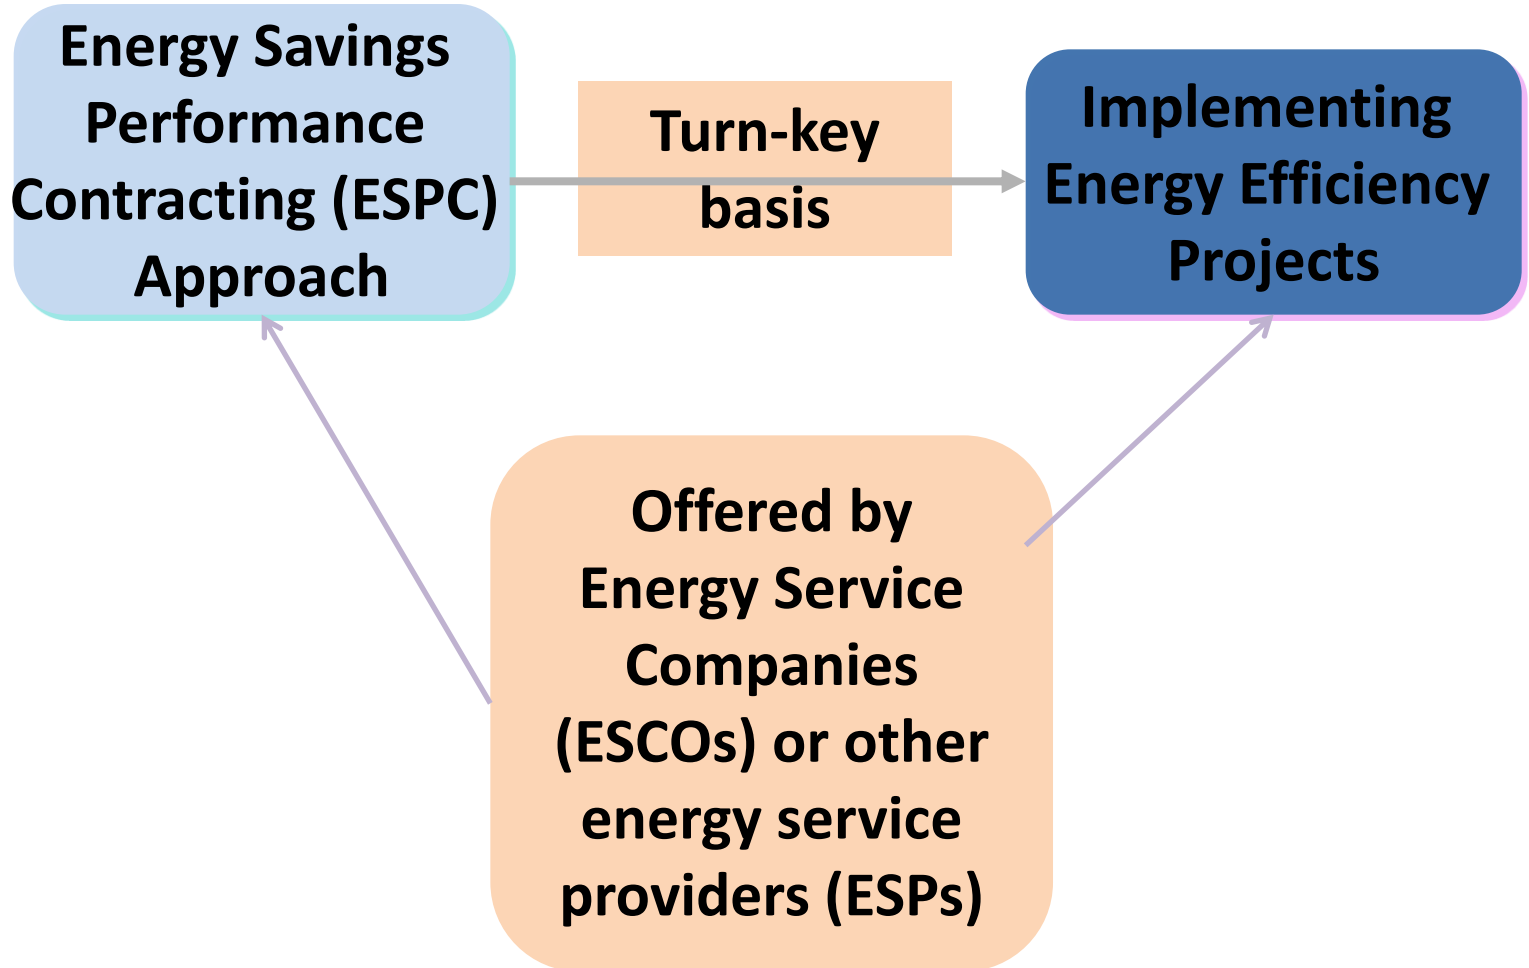 Energy Savings
Performance
Contracting (ESPC)
Approach
Turn-key
basis
Implementing
Energy Efficiency
Projects
Offered by
Energy Service
Companies
(ESCOs) or other
energy service
providers (ESPs)